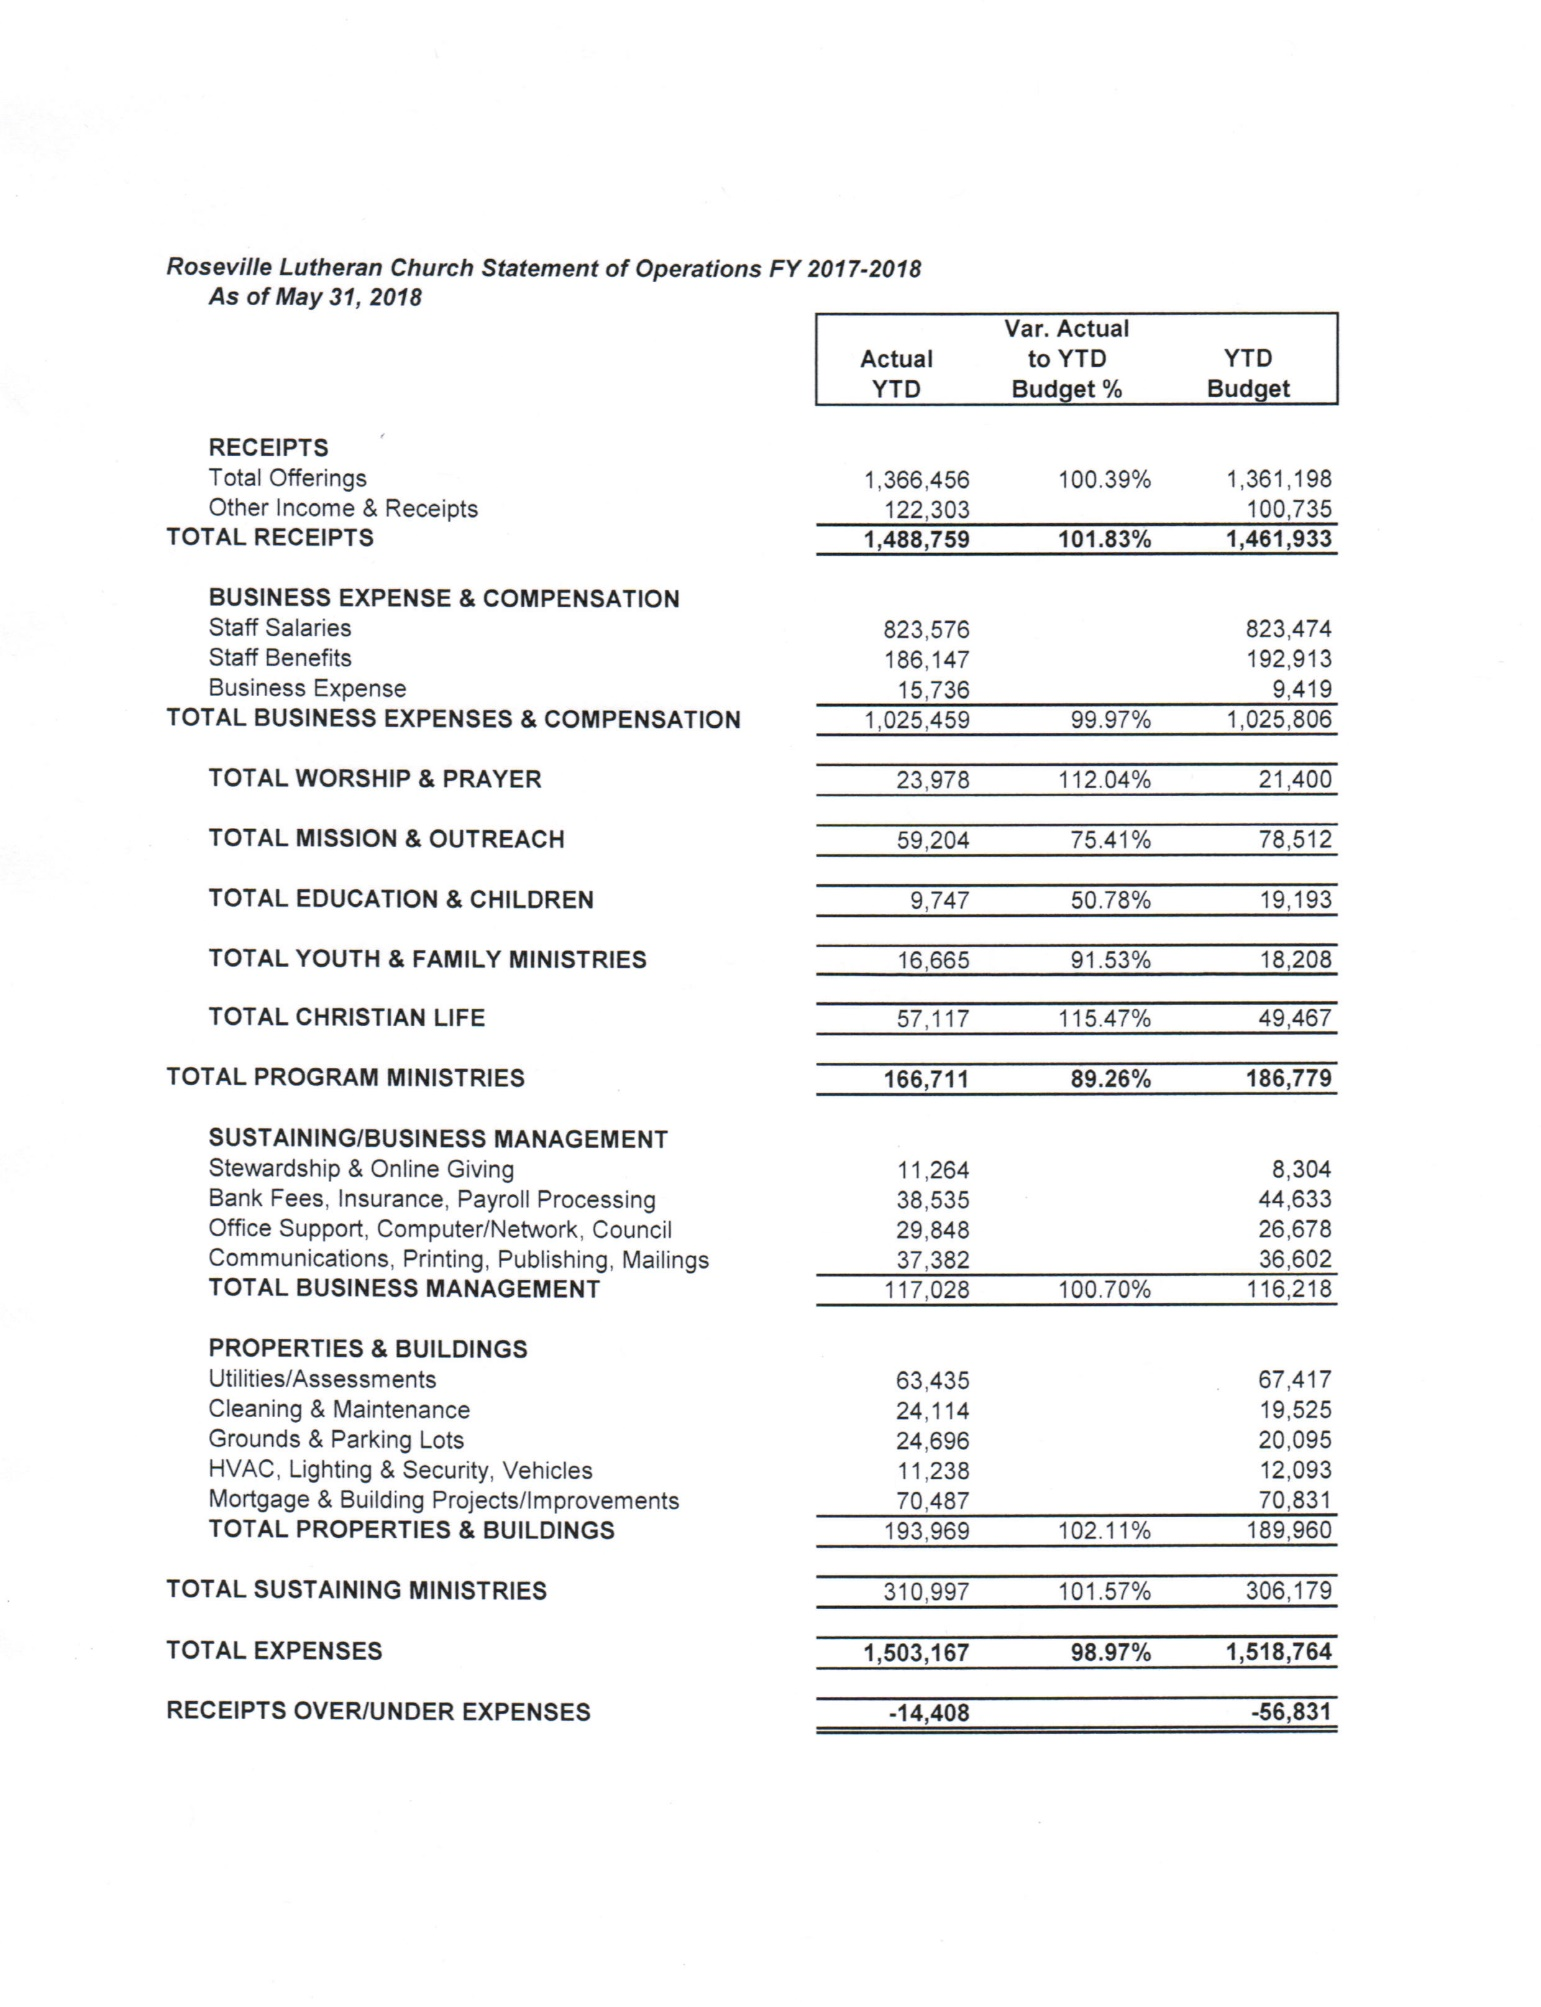 Roseville Lutheran Church Statement of Operations FY 2017-2018
As of May 31, 2018
Var. Actual
Actual to YTD YTD
YTD Budget % Budget
RECEIPTS
Total Offerings 1,366,456 100.39% 1,361,198
Other Income & Receipts 122,303 100,735
TOTAL RECEIPTS 1,488,759 101.83% 1,461,933
BUSINESS EXPENSE & COMPENSATION
Staff Salaries 823,576 823,474
Staff Benefits 186,147 192,913
Business Expense 15,736 9,419
TOTAL BUSINESS EXPENSES & COMPENSATION 1,025,459 99.97% 1,025,806
TOTAL WORSHIP & PRAYER 23,978 112.04% 21,400
TOTAL MISSION & OUTREACH 59,204 75.41% 78,512
TOTAL EDUCATION & CHILDREN 9,747 50.78% 19,193
TOTAL YOUTH & FAMILY MINISTRIES 16,665 91.53% 18,208
TOTAL CHRISTIAN LIFE 57,117 115.47% 49,467
TOTAL PROGRAM MINISTRIES 166,711 89.26% 186,779
SUSTAINING/BUSINESS MANAGEMENT
Stewardship & Online Giving 11,264 8,304
Bank Fees, Insurance, Payroll Processing 38,535 44,633
Office Support, Computer/Network, Council 29,848 26,678
Communications, Printing, Publishing, Mailings 37,382 36,602
TOTAL BUSINESS MANAGEMENT 117,028 100.70% 116,218
PROPERTIES & BUILDINGS
Utilities/Assessments 63,435 67,417
Cleaning & Maintenance 24,114 19,525
Grounds & Parking Lots 24,696 20,095
HVAC, Lighting & Security, Vehicles 11,238 12,093
Mortgage & Building Projects/Improvements 70,487 70,831
TOTAL PROPERTIES & BUILDINGS 193,969 102.11% 189,960
TOTAL SUSTAINING MINISTRIES 310,997 101.57% 306,179
TOTAL EXPENSES 1,503,167 98.97% 1,518,764
RECEIPTS OVER/UNDER EXPENSES -14,408 -56,831